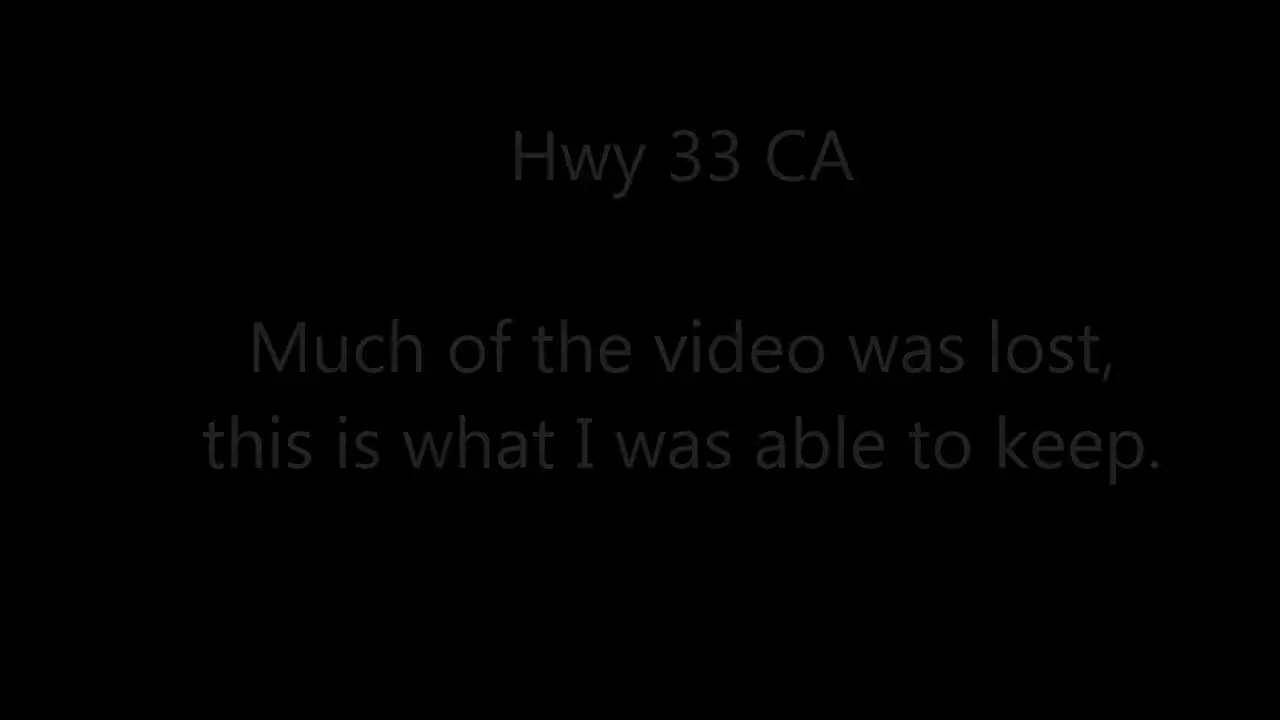 Hwy 33 CA
Much of the video was lost,
this is what I was able to keep.